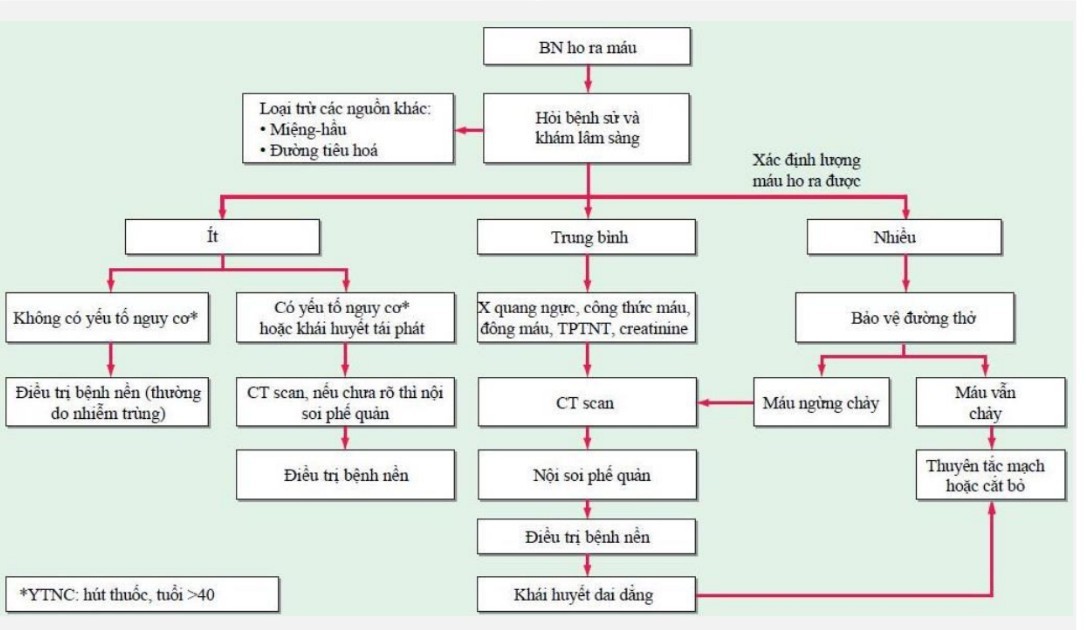 BN ho ra máu
Loại trừ các nguồn khác:
• Miệng-hầu
• Đường tiêu hoá
Hỏi bệnh sử và
khám lâm sàng
Xác định lượng
máu ho ra được
Ít
Trung bình
Nhiều
Không có yếu tố nguy cơ*
Có yếu tố nguy cơ*
hoặc khái huyết tái phát
X quang ngực, công thức máu,
đông máu, TPTNT, creatinine
Bảo vệ đường thở
Điều trị bệnh nền (thường
do nhiễm trùng)
CT scan, nếu chưa rõ thì nội
soi phế quản
CT scan
Máu ngừng chảy
Máu vẫn
chảy
Điều trị bệnh nền
Nội soi phế quản
Thuyên tắc mạch
hoặc cắt bỏ
Điều trị bệnh nền
*YTNC: hút thuốc, tuổi >40
Khái huyết dai dẳng